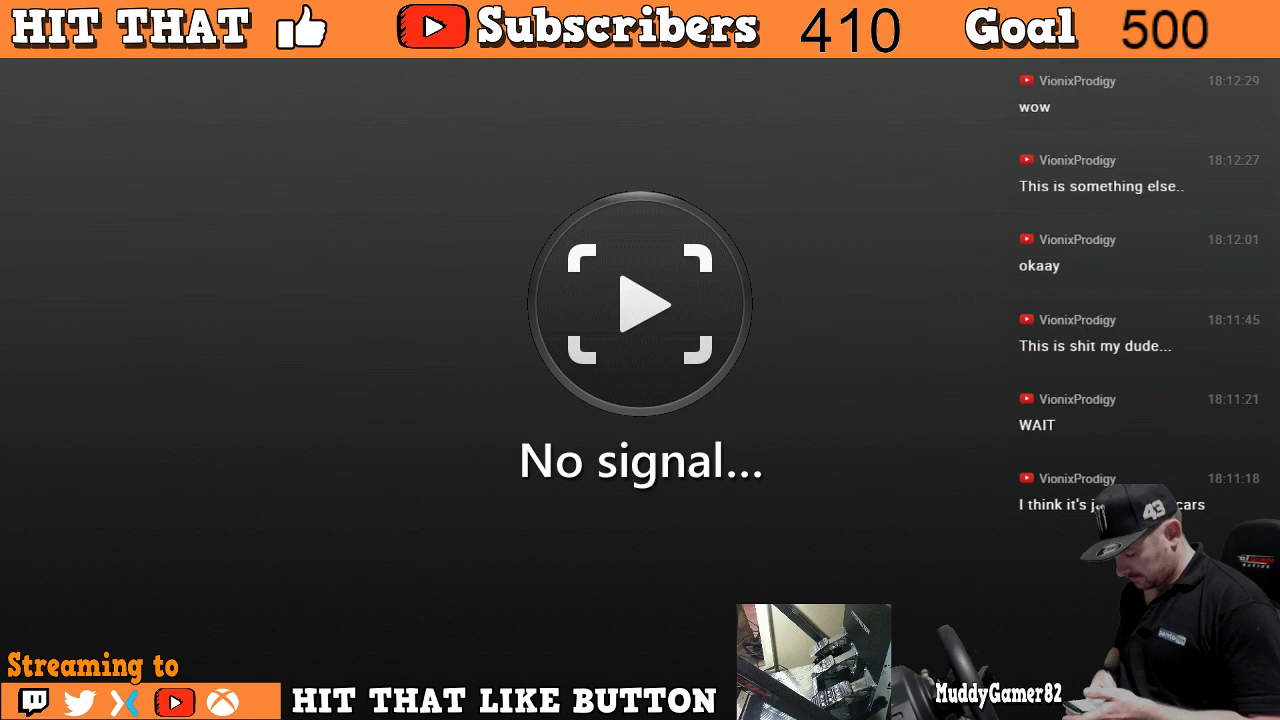 HIT THAT
Subscribers 410
Goal 500
VionixProdigy 18:12:29
wow
VionixProdigy 18:12:27
This is something else..
VionixProdigy 18:12:01
okaay
VionixProdigy 18:11:45
This is shit my dude...
VionixProdigy 18:11:21
WAIT
VionixProdigy 18:11:18
I think it's cars
No signal...
43
Streaming to
HIT THAT LIKE BUTTON
MuddyGamer82